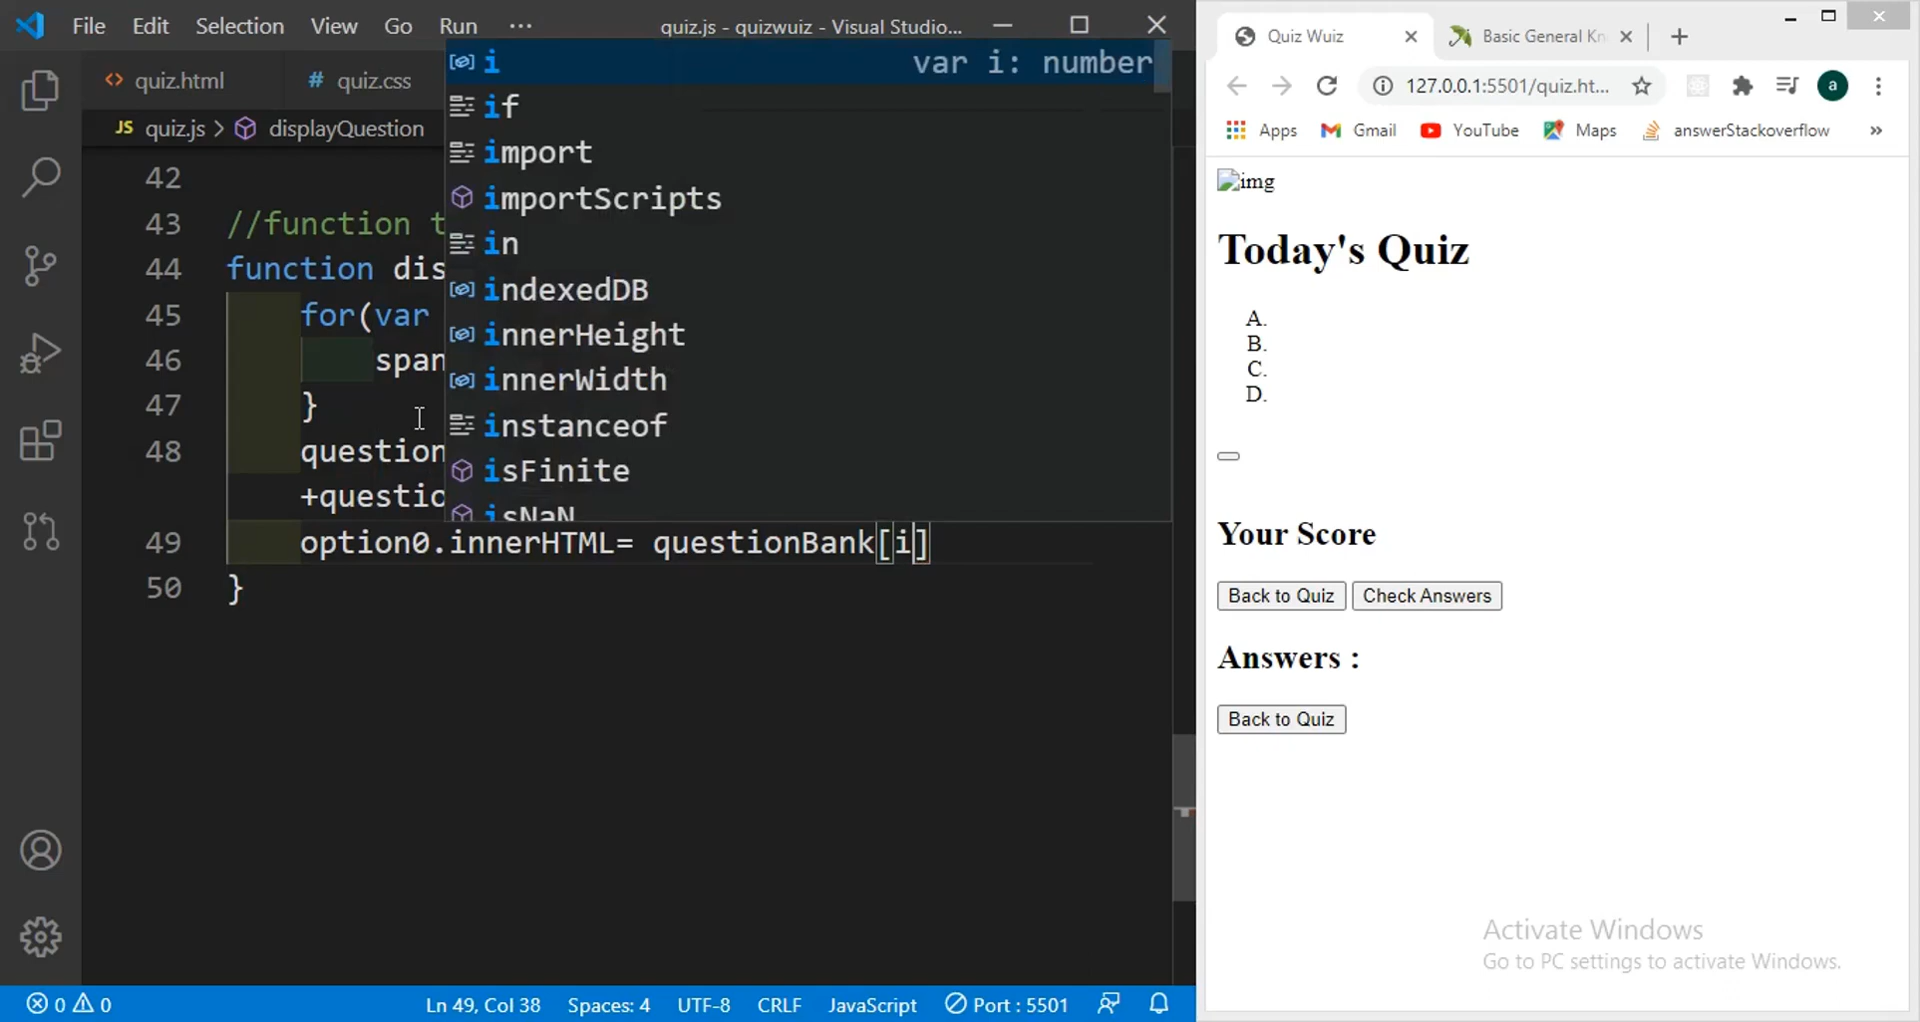 File Edit Selection View Go Run ··· quiz.js - quizwuiz - Visual Studio...
quiz.html # quiz.css
JS quiz.js > displayQuestion
i var i: number
if
import
importScripts
in
indexedDB
innerHeight
innerWidth
instanceof
isFinite
isNaN
42
43 //function t
44 function dis
45 for(var
46 span
47 }
48 question
+questio
49 option0.innerHTML= questionBank[i]
50 }
0 0 Ln 49, Col 38 Spaces: 4 UTF-8 CRLF JavaScript Port : 5501
Quiz Wuiz Basic General Kn
127.0.0.1:5501/quiz.ht... a
Apps Gmail YouTube Maps answerStackoverflow »
img
Today's Quiz
A.
B.
C.
D.
Your Score
Back to Quiz Check Answers
Answers :
Back to Quiz
Activate Windows
Go to PC settings to activate Windows.